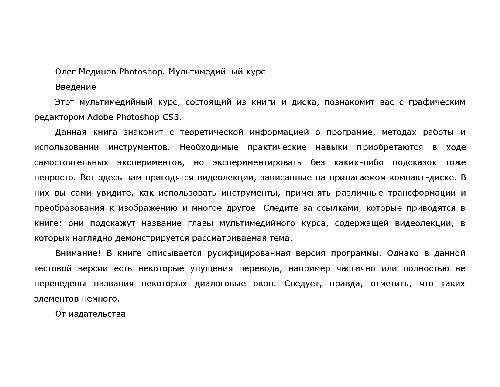 Олег Мединов Photoshop. Мультимедийный курс
Введение
Этот мультимедийный курс, состоящий из книги и диска, познакомит вас с графическим
редактором Adobe Photoshop CS3.
Данная книга знакомит с теоретической информацией о программе, методах работы и
использовании инструментов. Необходимые практические навыки приобретаются в ходе
самостоятельных экспериментов, но экспериментировать без каких-либо подсказок тоже
непросто. Вот здесь вам пригодятся видеолекции, записанные на прилагаемом компакт-диске. В
них вы сами увидите, как использовать инструменты, применять различные трансформации и
преобразования к изображению и многое другое. Следите за ссылками, которые приводятся в
книге: они подскажут название главы мультимедийного курса, содержащей видеолекции, в
которых наглядно демонстрируется рассматриваемая тема.
Внимание! В книге описывается русифицированная версия программы. Однако в данной
тестовой версии есть некоторые упущения перевода, например частично или полностью не
переведены названия некоторых диалоговых окон. Следует, правда, отметить, что таких
элементов немного.
От издательства